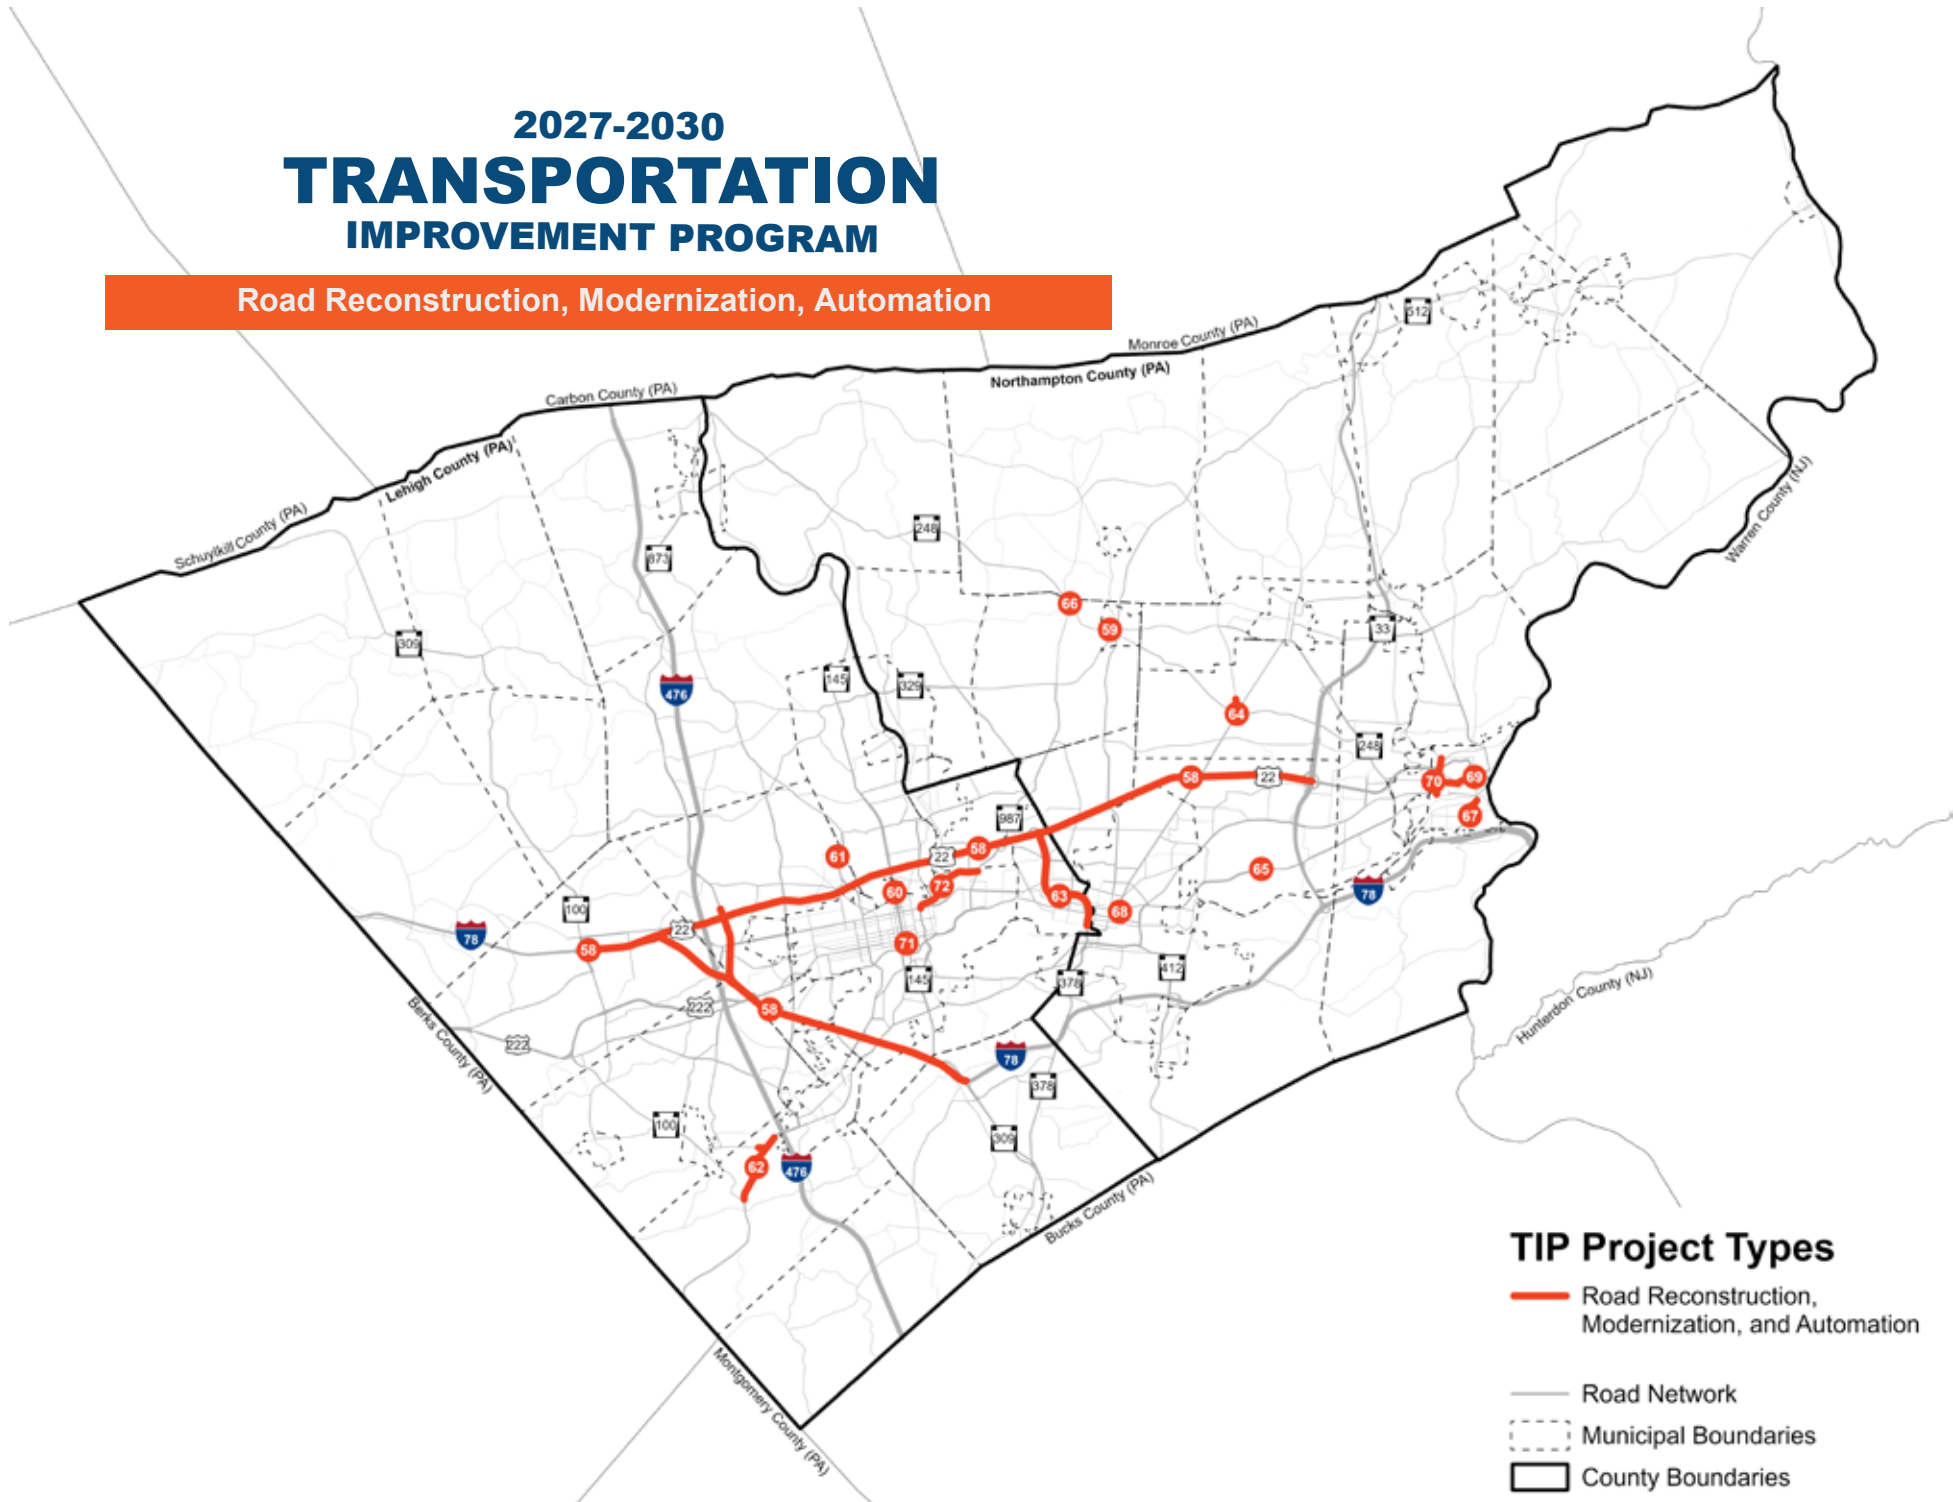 2027-2030
TRANSPORTATION
IMPROVEMENT PROGRAM
Road Reconstruction, Modernization, Automation
512
Monroe County (PA)
Northampton County (PA)
Carbon County (PA)
Lehigh County (PA)
Schuylkill County (PA)
Warren County (NJ)
248
873
66
59
33
309
476
145
329
64
248
58
22
70
69
67
987
61
22
58
60
72
65
63
68
78
100
78
22
58
71
145
412
378
222
58
222
78
Hunterdon County (NJ)
Berks County (PA)
378
100
309
62
476
Bucks County (PA)
Montgomery County (PA)
TIP Project Types
Road Reconstruction,
Modernization, and Automation
Road Network
Municipal Boundaries
County Boundaries